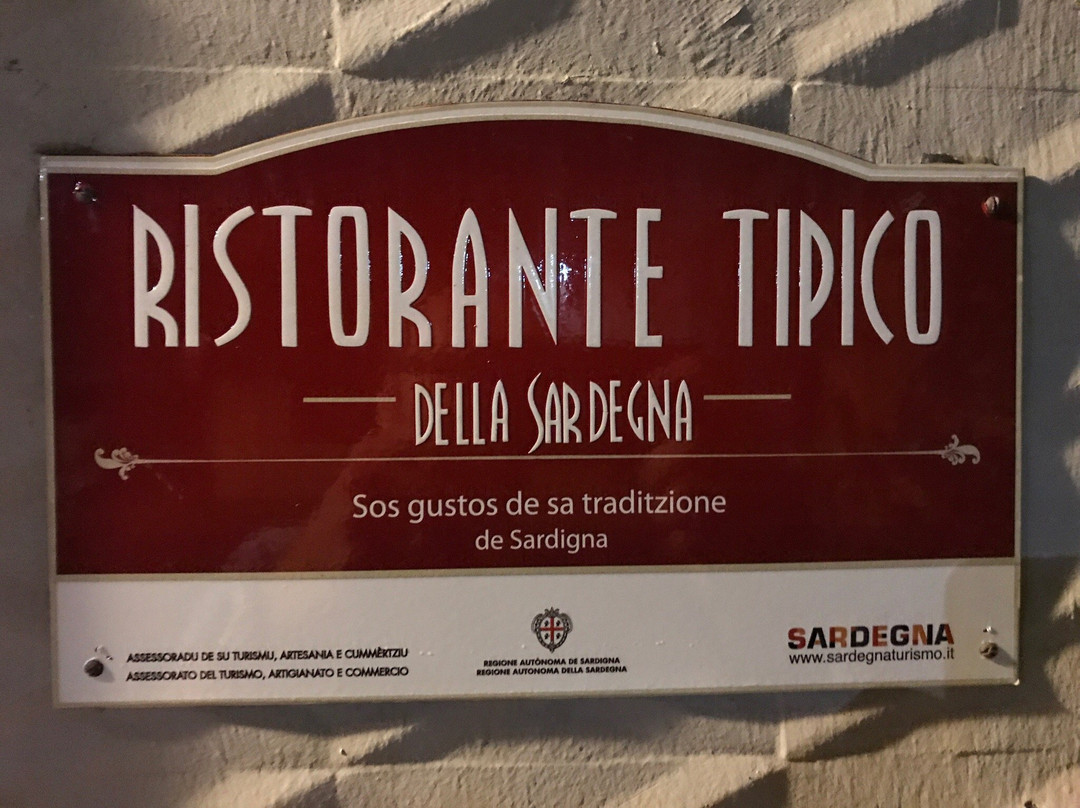 RISTORANTE TIPICO
DELLA SARDEGNA
Sos gustos de sa traditzione
de Sardigna
ASSESSORADU DE SU TURISMU, ARTESANIA E CUMMÈRTZIU
ASSESSORATO DEL TURISMO, ARTIGIANATO E COMMERCIO
REGIONE AUTÒNOMA DE SARDIGNA
REGIONE AUTONOMA DELLA SARDEGNA
SARDEGNA
www.sardegnaturismo.it